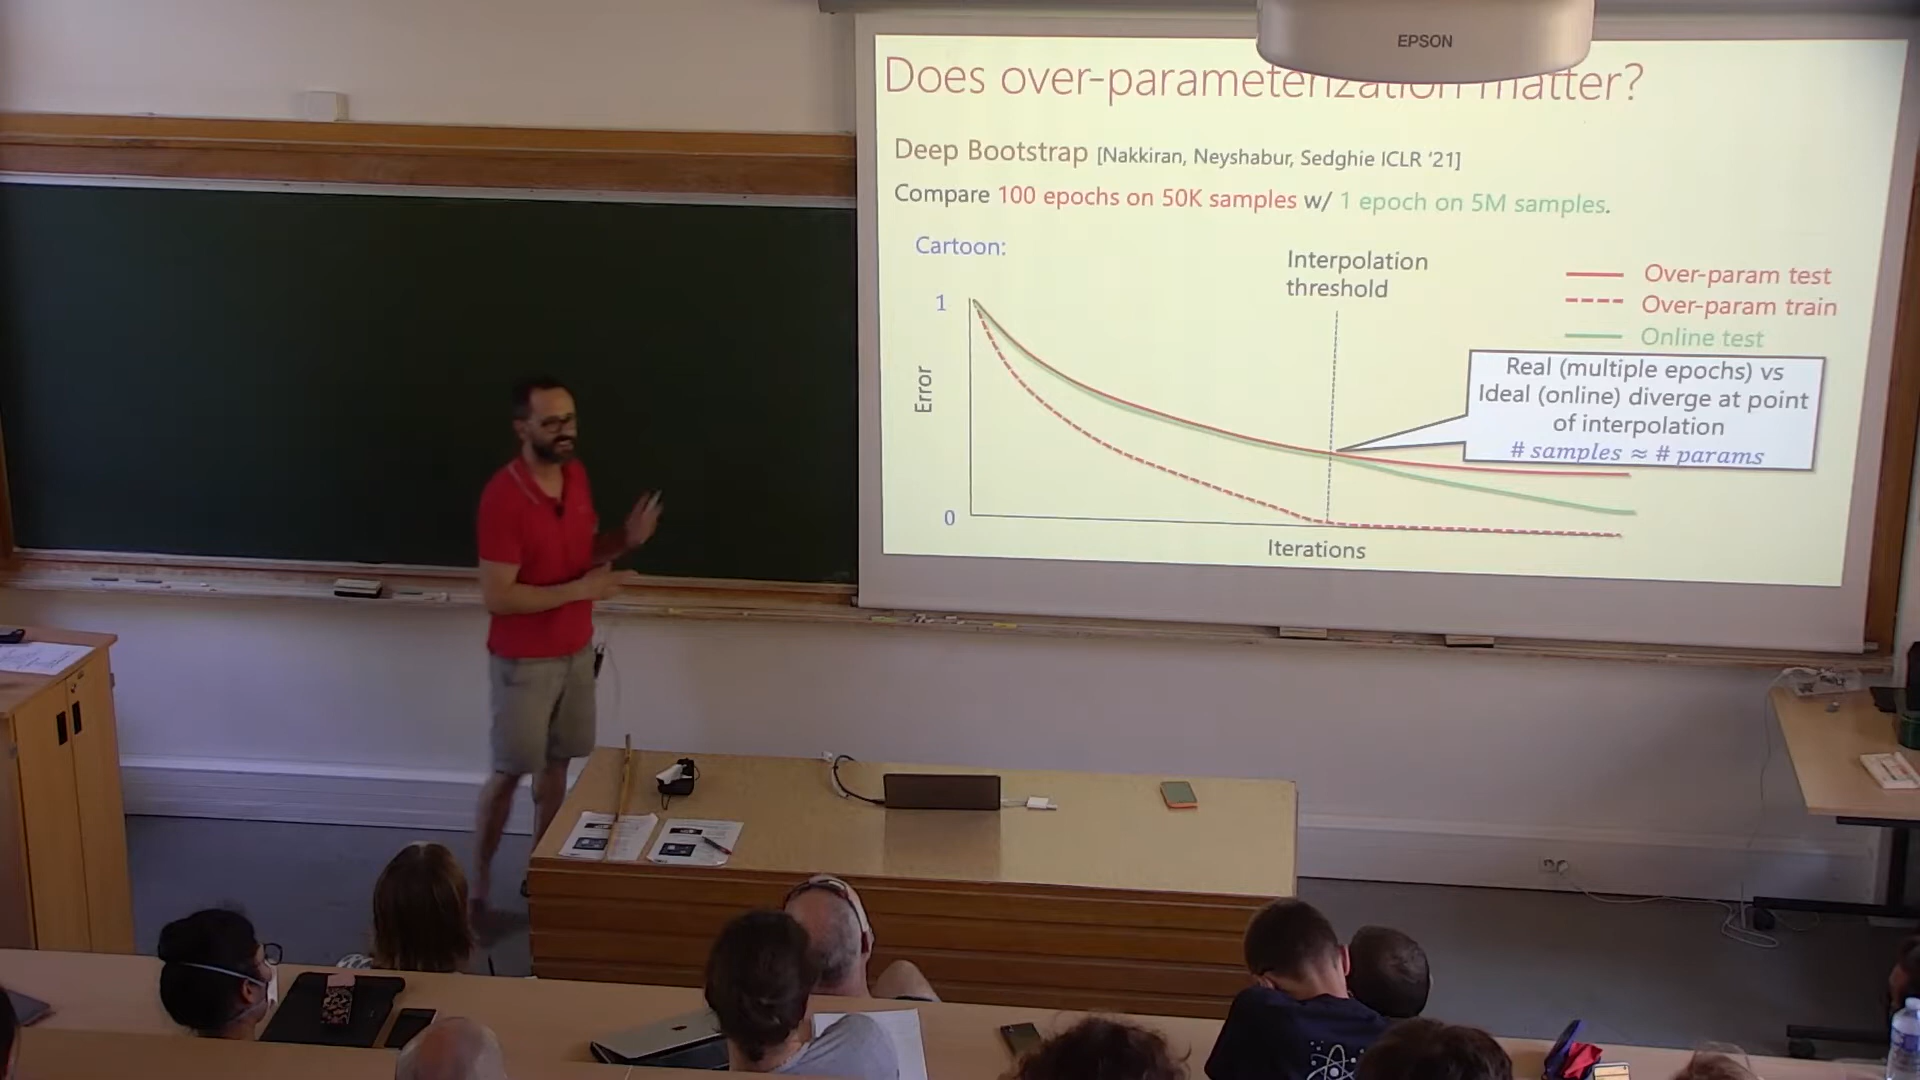 EPSON
Does over-parameterization matter?
Deep Bootstrap [Nakkiran, Neyshabur, Sedghie ICLR ‘21]
Compare 100 epochs on 50K samples w/ 1 epoch on 5M samples.
Cartoon:
Interpolation
threshold
Over-param test
Over-param train
Online test
1
Error
0
Iterations
Real (multiple epochs) vs
Ideal (online) diverge at point
of interpolation
# samples ≈ # params